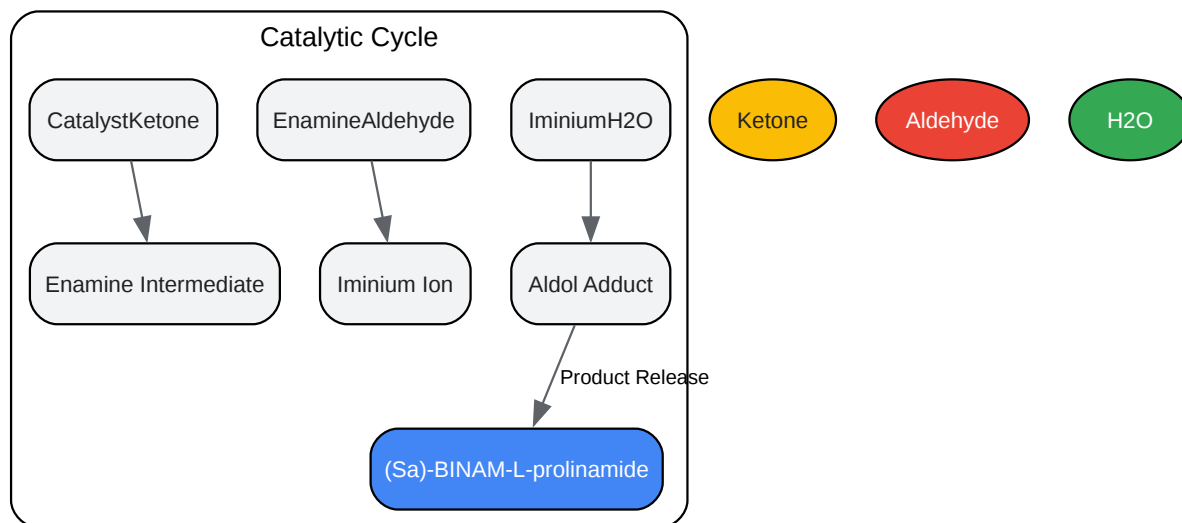 Catalytic Cycle
CatalystKetone
EnamineAldehyde
IminiumH2O
Ketone
Aldehyde
H2O
Enamine Intermediate
Iminium Ion
Aldol Adduct
Product Release
(Sa)-BINAM-L-prolinamide